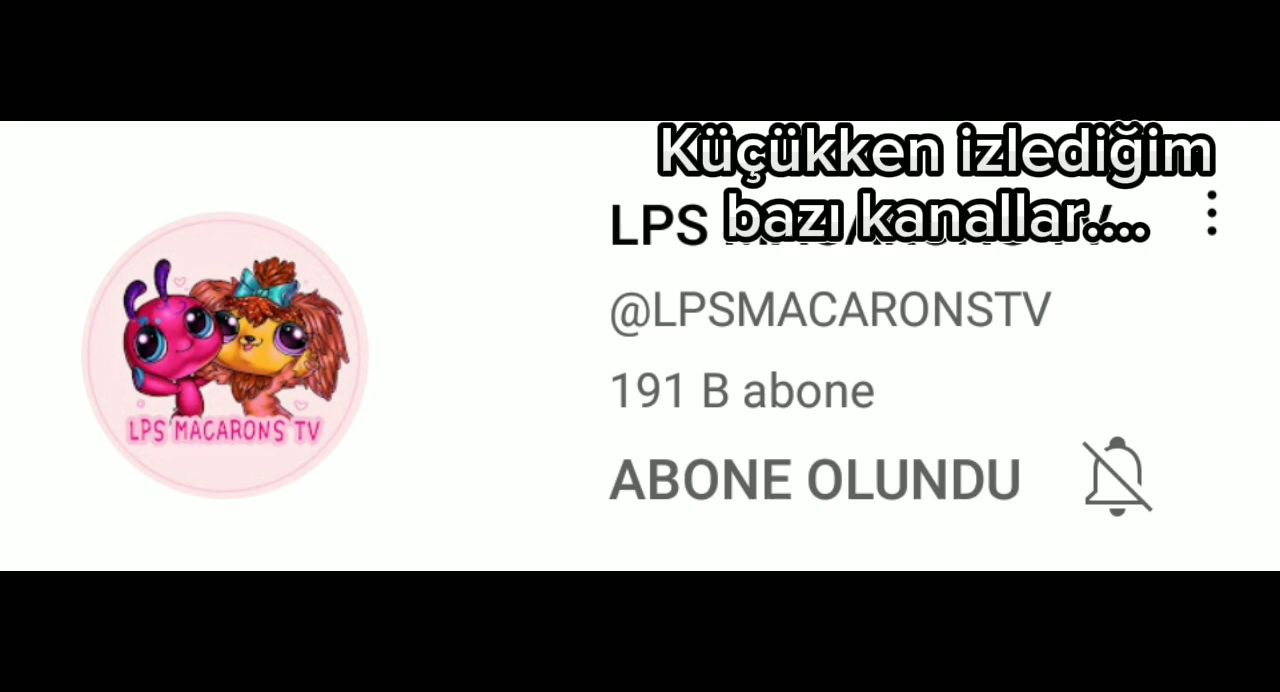 Küçükken izlediğim
bazı kanallar....
LPS
@LPSMACARONSTV
191 B abone
ABONE OLUNDU
LPS MACARONS TV